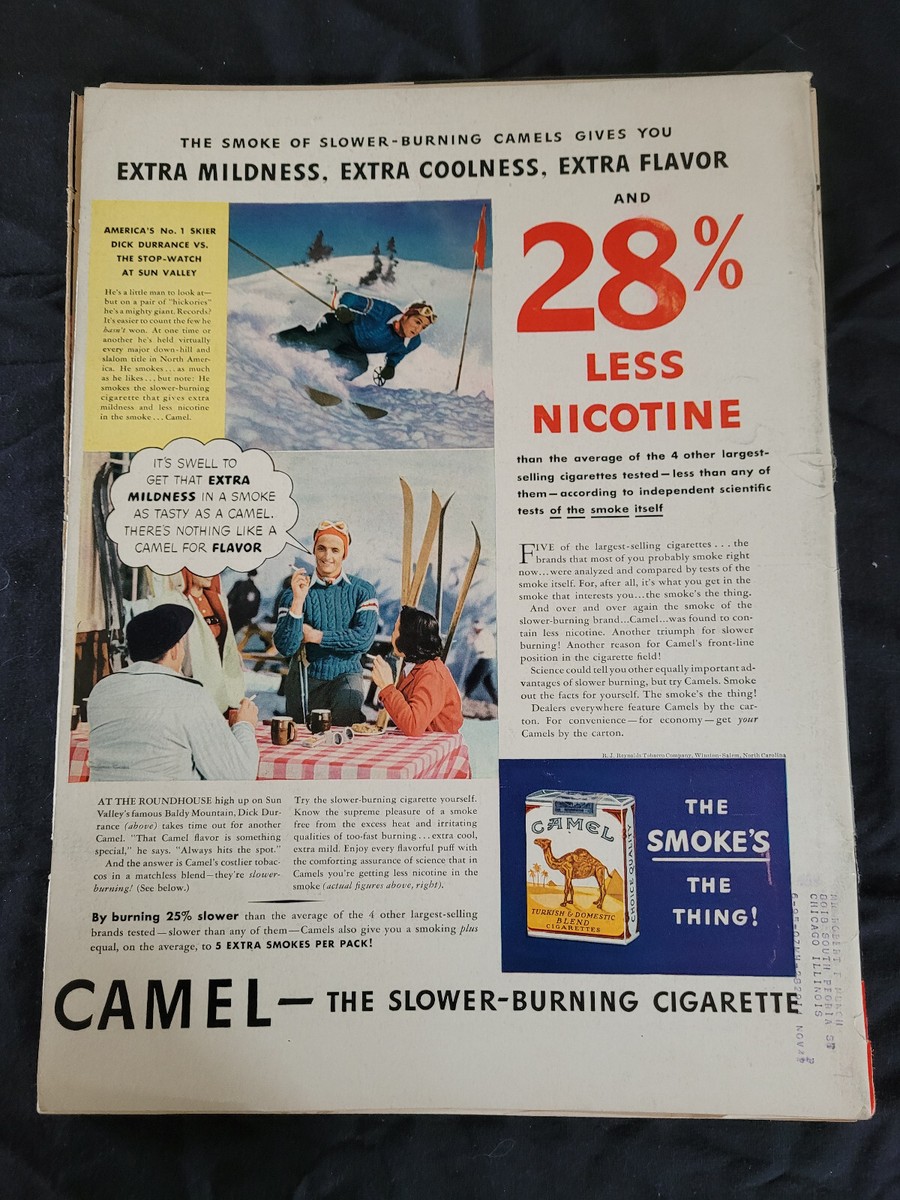 THE SMOKE OF SLOWER-BURNING CAMELS GIVES YOU
EXTRA MILDNESS, EXTRA COOLNESS, EXTRA FLAVOR
AND
28%
LESS
NICOTINE
than the average of the 4 other largest-
selling cigarettes tested—less than any of
them—according to independent scientific
tests of the smoke itself
AMERICA'S No. 1 SKIER
DICK DURRANCE VS.
THE STOP-WATCH
AT SUN VALLEY
He's a little man to look at—
but on a pair of "hickories"
he's a mighty giant. Records?
It's easier to count the few he
hasn't won. At one time or
another he's held virtually
every major down-hill and
slalom title in North Amer-
ica. He smokes...as much
as he likes...but note: He
smokes the slower-burning
cigarette that gives extra
mildness and less nicotine
in the smoke...Camel.
IT'S SWELL TO
GET THAT EXTRA
MILDNESS IN A SMOKE
AS TASTY AS A CAMEL.
THERE'S NOTHING LIKE A
CAMEL FOR FLAVOR
FIVE of the largest-selling cigarettes...the
brands that most of you probably smoke right
now...were analyzed and compared by tests of the
smoke itself. For, after all, it's what you get in the
smoke that interests you...the smoke's the thing.
And over and over again the smoke of the
slower-burning brand...Camel...was found to con-
tain less nicotine. Another triumph for slower
burning! Another reason for Camel's front-line
position in the cigarette field!
Science could tell you other equally important ad-
vantages of slower burning, but try Camels. Smoke
out the facts for yourself. The smoke's the thing!
Dealers everywhere feature Camels by the car-
ton. For convenience—for economy—get your
Camels by the carton.
R. J. Reynolds Tobacco Company, Winston-Salem, North Carolina
AT THE ROUNDHOUSE high up on Sun
Valley's famous Baldy Mountain, Dick Dur-
rance (above) takes time out for another
Camel. "That Camel flavor is something
special," he says. "Always hits the spot."
And the answer is Camel's costlier tobac-
cos in a matchless blend—they're slower-
burning! (See below.)
Try the slower-burning cigarette yourself.
Know the supreme pleasure of a smoke
free from the excess heat and irritating
qualities of too-fast burning...extra cool,
extra mild. Enjoy every flavorful puff with
the comforting assurance of science that in
Camels you're getting less nicotine in the
smoke (actual figures above, right).
By burning 25% slower than the average of the 4 other largest-selling
brands tested—slower than any of them—Camels also give you a smoking plus
equal, on the average, to 5 EXTRA SMOKES PER PACK!
CAMEL
CHOICE QUALITY
TURKISH & DOMESTIC
BLEND
CIGARETTES
THE
SMOKE'S
THE
THING!
CAMEL—THE SLOWER-BURNING CIGARETTE
SOUTH PEORIA ST
CHICAGO ILLINOIS
NOV